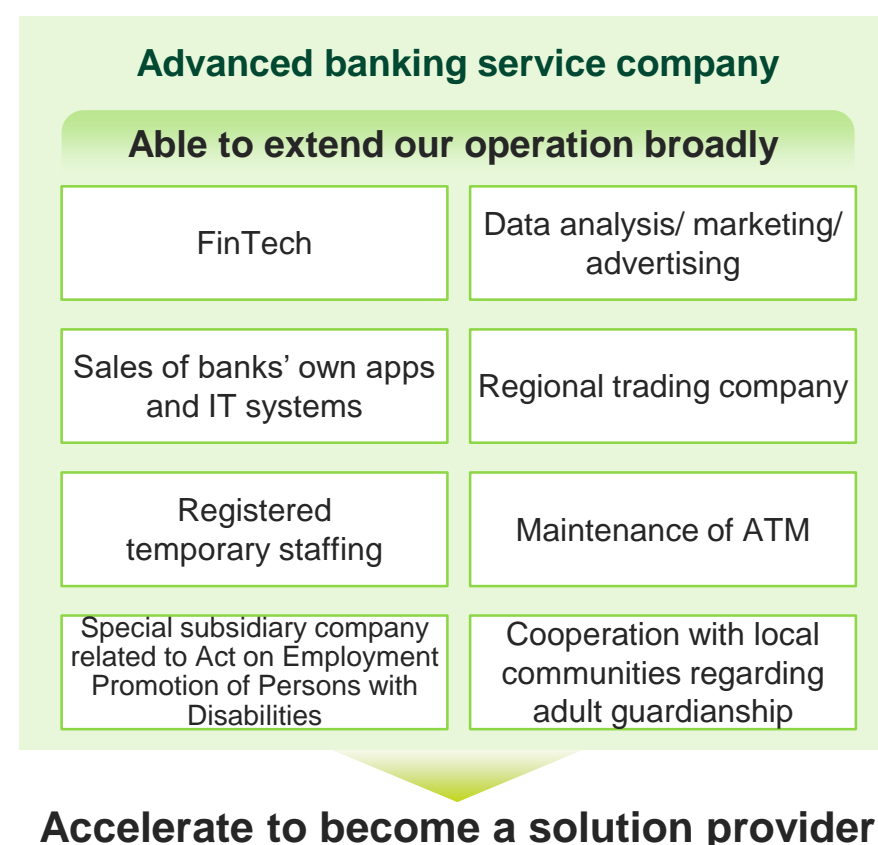 Advanced banking service company
Able to extend our operation broadly
FinTech
Data analysis/ marketing/
advertising
Sales of banks’ own apps
and IT systems
Regional trading company
Registered
temporary staffing
Maintenance of ATM
Special subsidiary company
related to Act on Employment
Promotion of Persons with
Disabilities
Cooperation with local
communities regarding
adult guardianship
Accelerate to become a solution provider